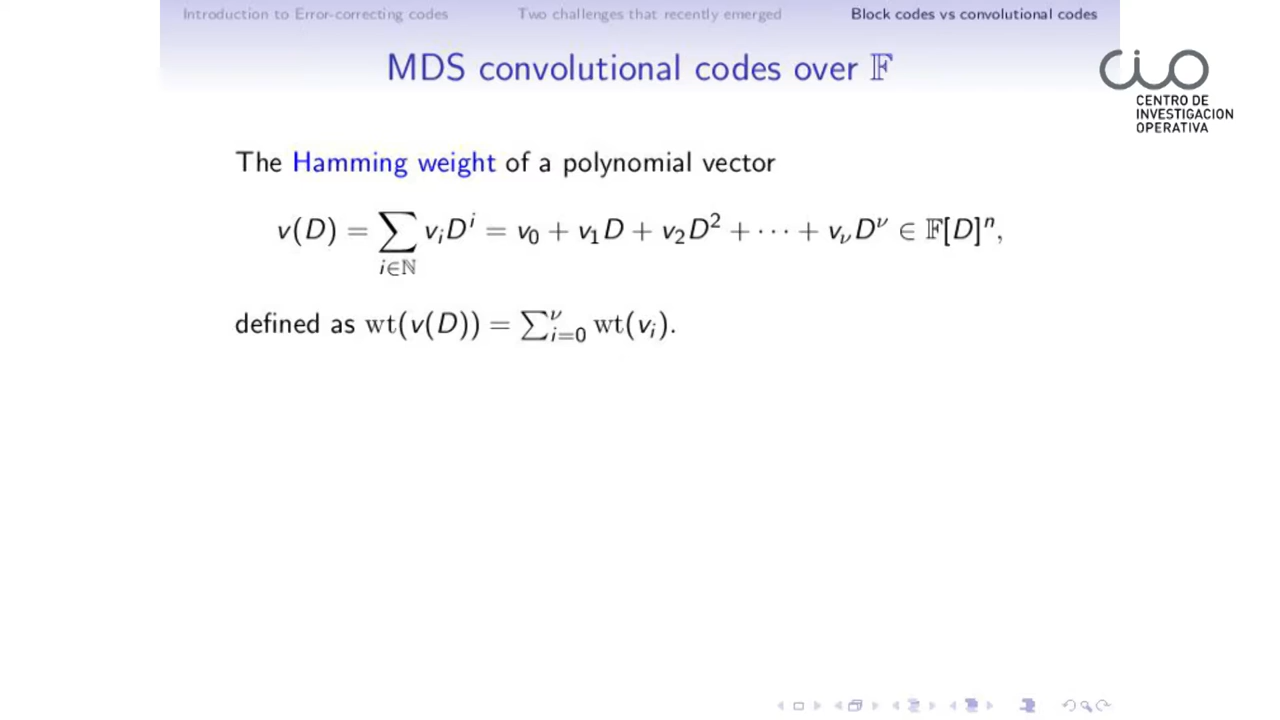 Introduction to Error-correcting codes Two challenges that recently emerged Block codes vs convolutional codes
MDS convolutional codes over 𝔽
CIO
CENTRO DE
INVESTIGACION
OPERATIVA
The Hamming weight of a polynomial vector
v(D) = ∑_{i∈ℕ} v_i D^i = v_0 + v_1 D + v_2 D^2 + ⋯ + v_ν D^ν ∈ 𝔽[D]^n,
defined as wt(v(D)) = ∑_{i=0}^{ν} wt(v_i).